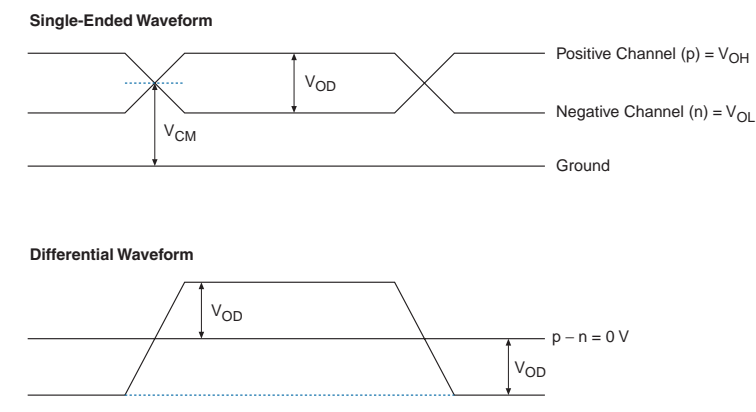 Single-Ended Waveform
Positive Channel (p) = VOH
VOD
Negative Channel (n) = VOL
VCM
Ground
Differential Waveform
VOD
p – n = 0 V
VOD